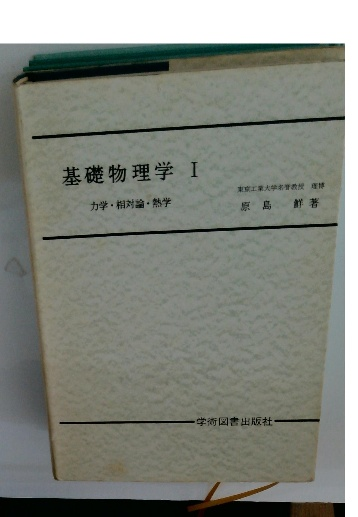 基礎物理学 I
東京工業大学名誉教授 理博
力学・相対論・熱学
原島 鮮著
学術図書出版社